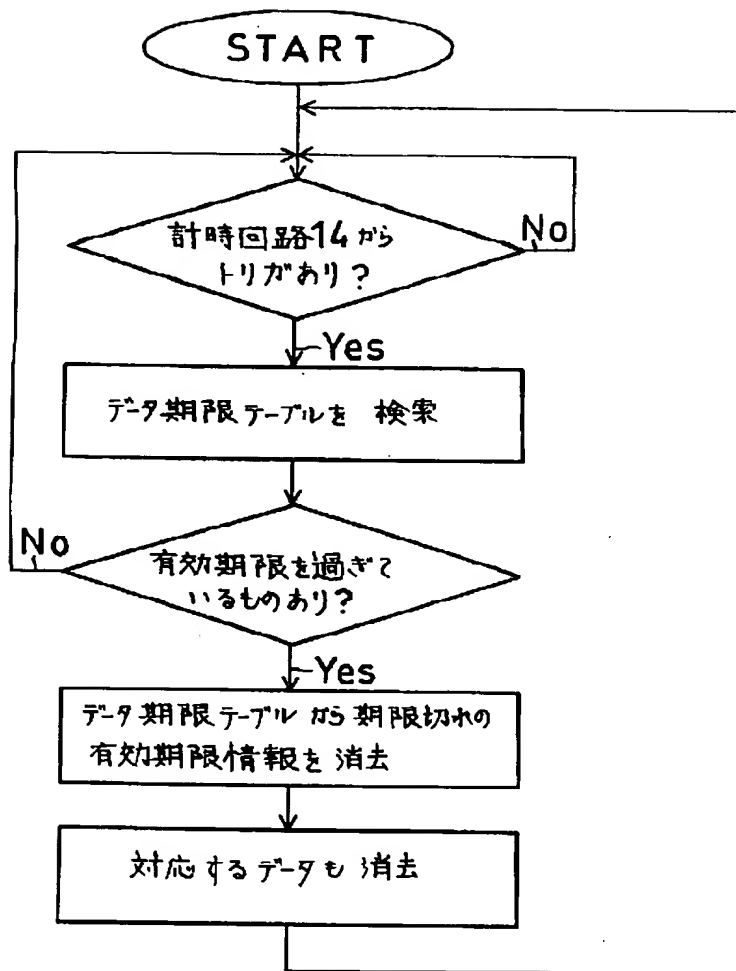 START
計時回路14から
トリガあり?
No
Yes
データ期限テーブルを 検索
No
有効期限を過ぎて
いるものあり?
Yes
データ期限テーブルから期限切れの
有効期限情報を消去
対応するデータも消去